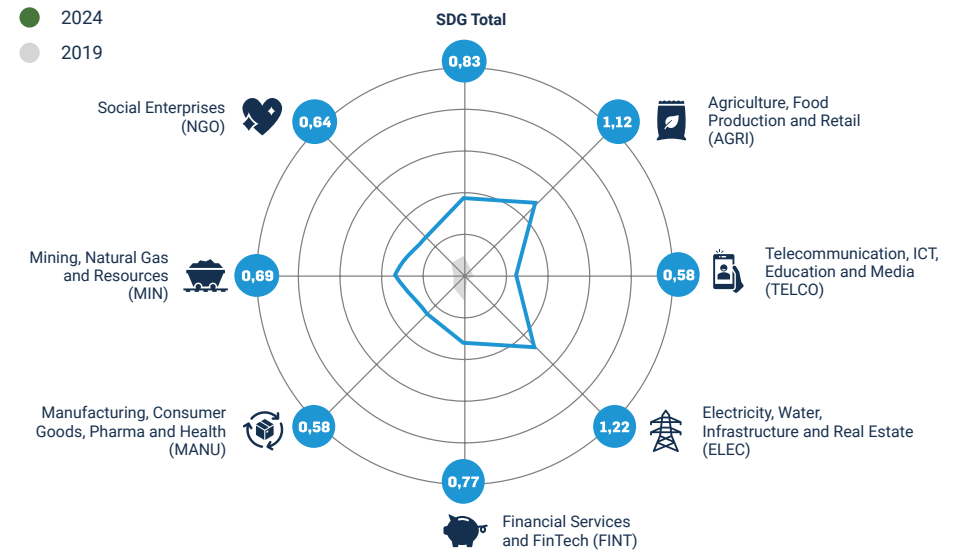 2024
2019
SDG Total
0,83
Social Enterprises
(NGO)
0,64
1,12
Agriculture, Food
Production and Retail
(AGRI)
Mining, Natural Gas
and Resources
(MIN)
0,69
0,58
Telecommunication, ICT,
Education and Media
(TELCO)
Manufacturing, Consumer
Goods, Pharma and Health
(MANU)
0,58
1,22
Electricity, Water,
Infrastructure and Real Estate
(ELEC)
0,77
Financial Services
and FinTech (FINT)